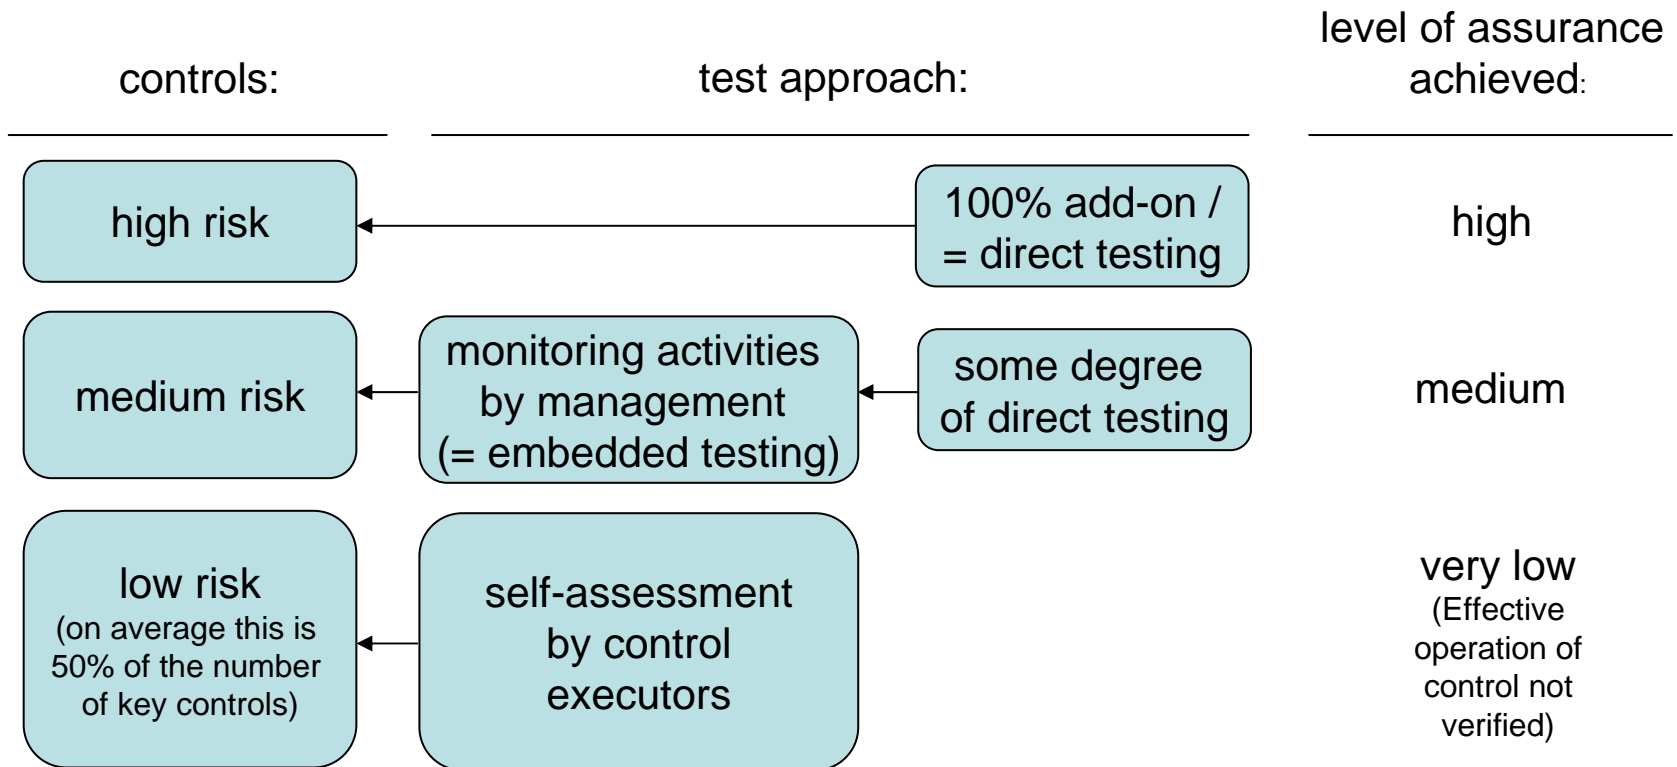 controls:
test approach:
level of assurance
achieved:
high risk
100% add-on /
= direct testing
high
medium risk
monitoring activities
by management
(= embedded testing)
some degree
of direct testing
medium
low risk
(on average this is
50% of the number
of key controls)
self-assessment
by control
executors
very low
(Effective
operation of
control not
verified)